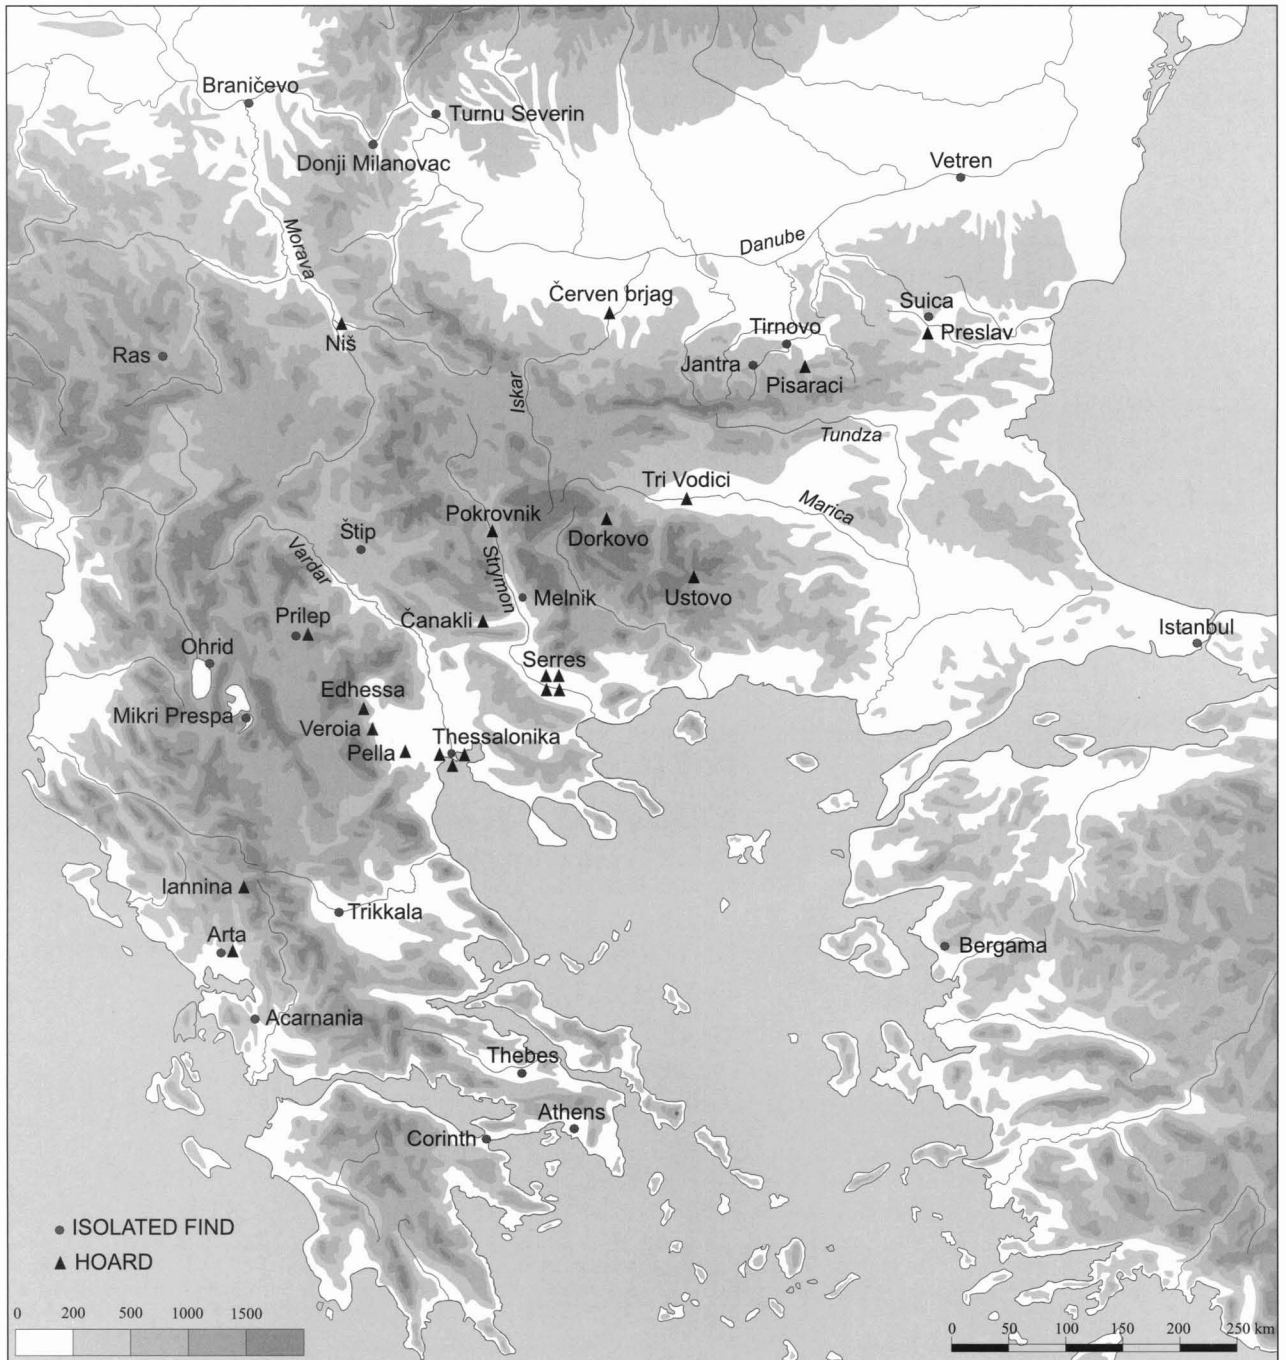 Braničevo
Turnu Severin
Donji Milanovac
Vetren
Morava
Danube
Červen brjag
Suica
Niš
Tirnovo
Preslav
Ras
Jantra
Pisaraci
Iskar
Tundza
Tri Vodici
Marica
Pokrovnik
Štip
Dorkovo
Vardar
Strymon
Melnik
Ustovo
Prilep
Čanakli
Istanbul
Ohrid
Serres
Edhessa
Mikri Prespa
Veroia
Thessalonika
Pella
Iannina
Trikkala
Arta
Bergama
Acarnania
Thebes
Athens
Corinth
ISOLATED FIND
HOARD
0 200 500 1000 1500
0 50 100 150 200 250 km